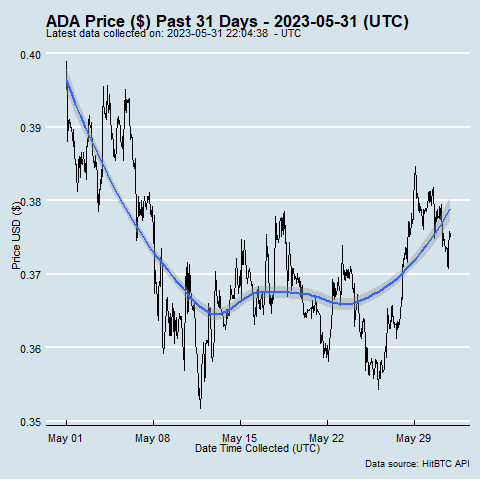 ADA Price ($) Past 31 Days - 2023-05-31 (UTC)
Latest data collected on: 2023-05-31 22:04:38 - UTC
0.40
0.39
0.38
0.37
0.36
0.35
Price USD ($)
May 01 May 08 May 15 May 22 May 29
Date Time Collected (UTC)
Data source: HitBTC API